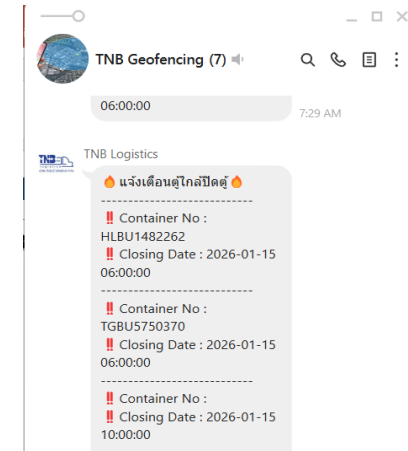 TNB Geofencing (7)
06:00:00
7:29 AM
TNB
TNB Logistics
🔥 แจ้งเตือนตู้ใกล้ปิดตู้ 🔥
----------------------------
‼️ Container No :
HLBU1482262
‼️ Closing Date : 2026-01-15
06:00:00
----------------------------
‼️ Container No :
TGBU5750370
‼️ Closing Date : 2026-01-15
06:00:00
----------------------------
‼️ Container No :
‼️ Closing Date : 2026-01-15
10:00:00